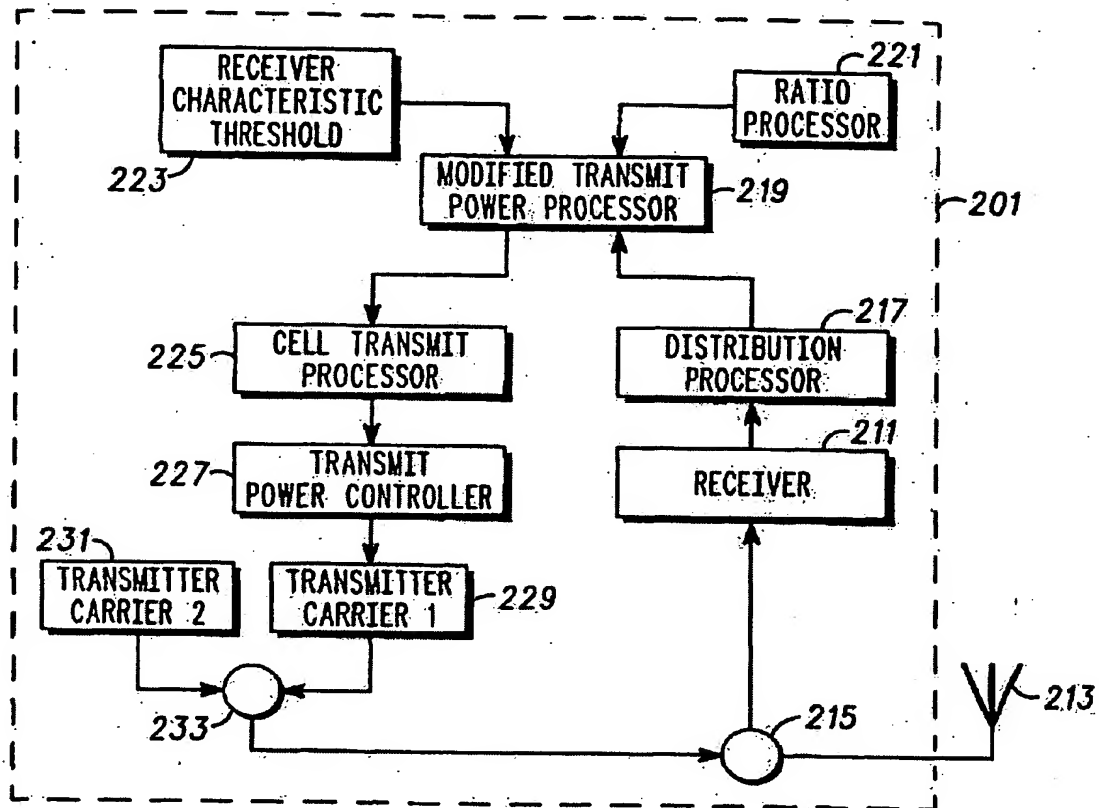 RECEIVER
CHARACTERISTIC
THRESHOLD
223
221
RATIO
PROCESSOR
MODIFIED TRANSMIT
POWER PROCESSOR
219
201
225
CELL TRANSMIT
PROCESSOR
217
DISTRIBUTION
PROCESSOR
227
TRANSMIT
POWER CONTROLLER
211
RECEIVER
231
TRANSMITTER
CARRIER 2
TRANSMITTER
CARRIER 1
229
233
215
213